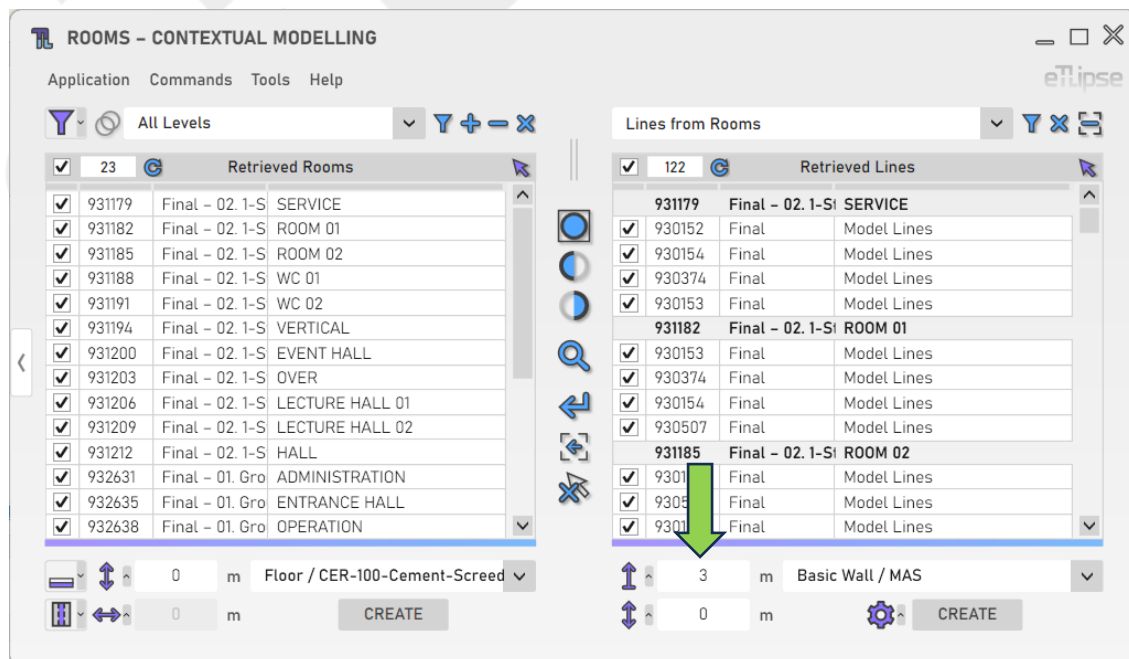 ROOMS – CONTEXTUAL MODELLING
Application Commands Tools Help
eTLipse
All Levels
Lines from Rooms
23 Retrieved Rooms
931179 Final – 02. 1-S SERVICE
931182 Final – 02. 1-S ROOM 01
931185 Final – 02. 1-S ROOM 02
931188 Final – 02. 1-S WC 01
931191 Final – 02. 1-S WC 02
931194 Final – 02. 1-S VERTICAL
931200 Final – 02. 1-S EVENT HALL
931203 Final – 02. 1-S OVER
931206 Final – 02. 1-S LECTURE HALL 01
931209 Final – 02. 1-S LECTURE HALL 02
931212 Final – 02. 1-S HALL
932631 Final – 01. Gro ADMINISTRATION
932635 Final – 01. Gro ENTRANCE HALL
932638 Final – 01. Gro OPERATION
122 Retrieved Lines
931179 Final – 02. 1-St SERVICE
930152 Final Model Lines
930154 Final Model Lines
930374 Final Model Lines
930153 Final Model Lines
931182 Final – 02. 1-St ROOM 01
930153 Final Model Lines
930374 Final Model Lines
930154 Final Model Lines
930507 Final Model Lines
931185 Final – 02. 1-St ROOM 02
Final Model Lines
Final Model Lines
Final Model Lines
0 m Floor / CER-100-Cement-Screed
0 m CREATE
3 m Basic Wall / MAS
0 m CREATE